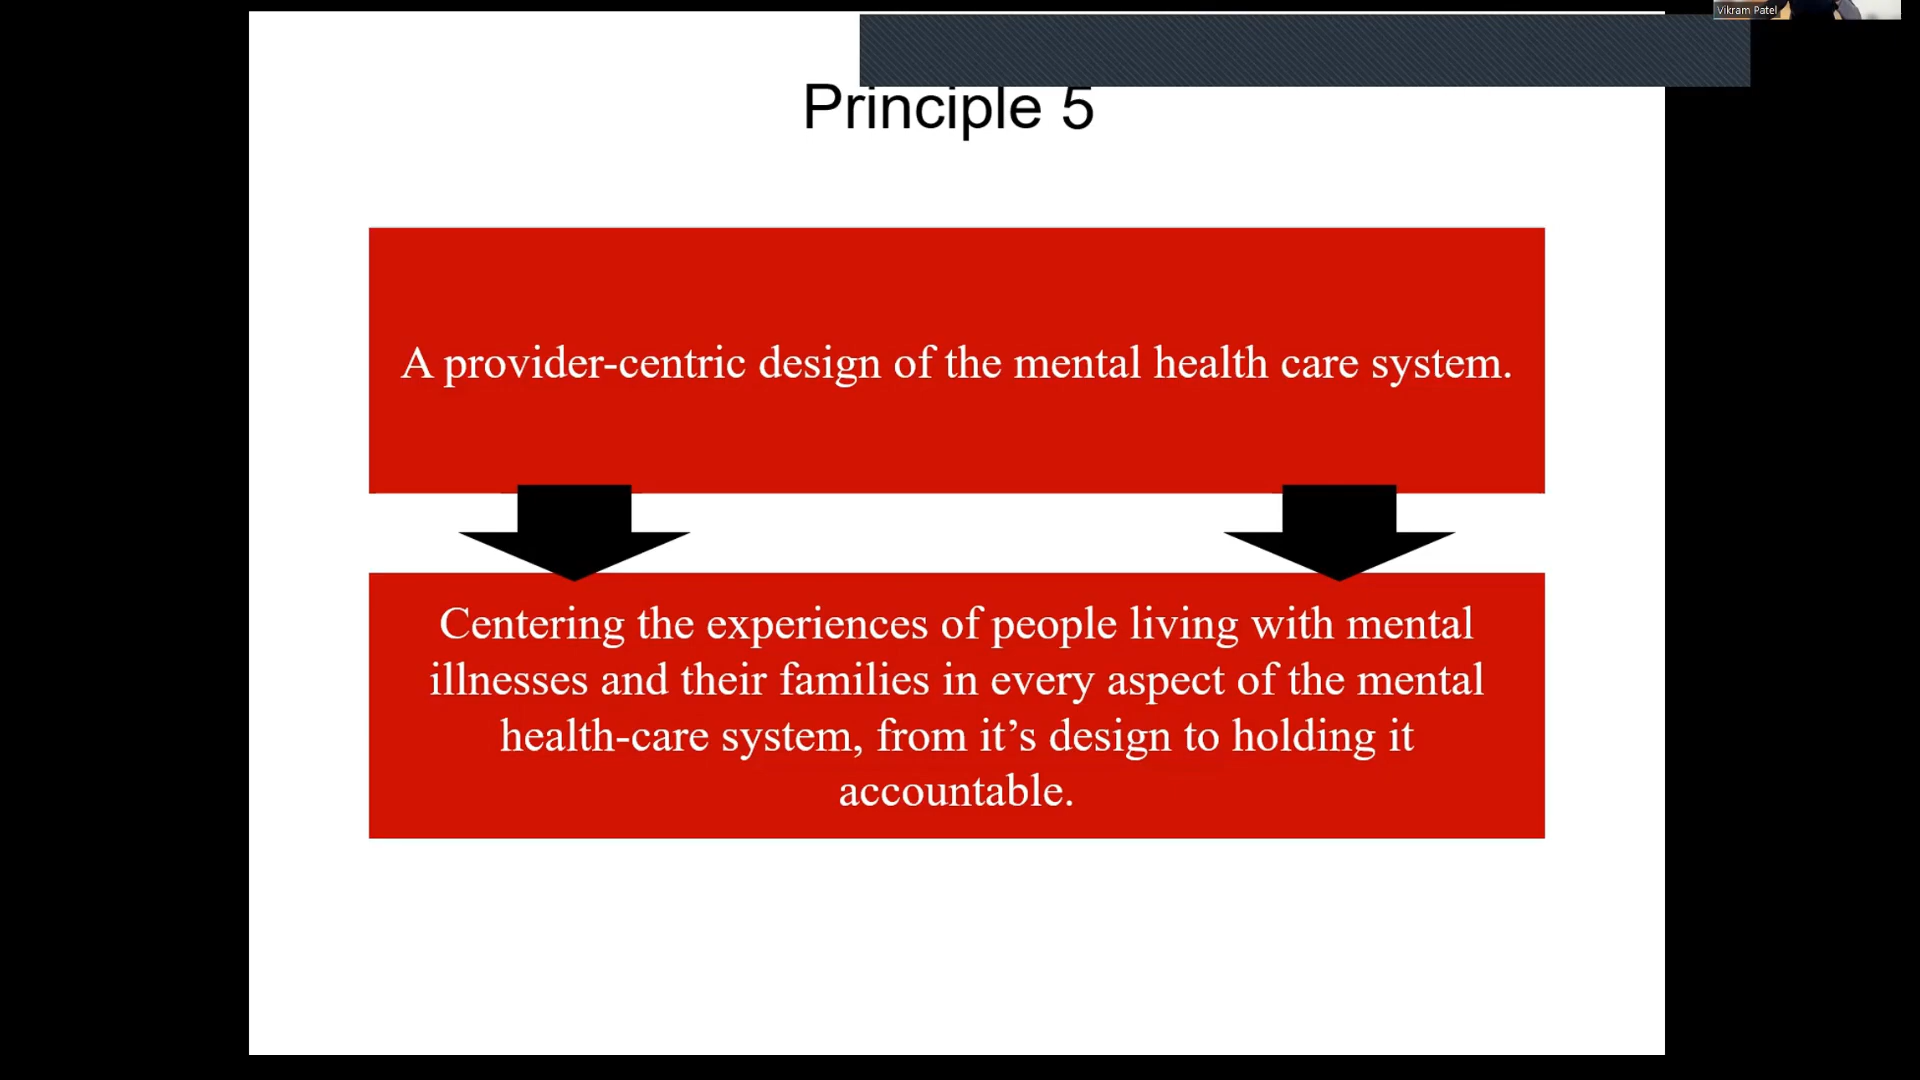 Vikram Patel
Principle 5
A provider-centric design of the mental health care system.
Centering the experiences of people living with mental
illnesses and their families in every aspect of the mental
health-care system, from it’s design to holding it
accountable.